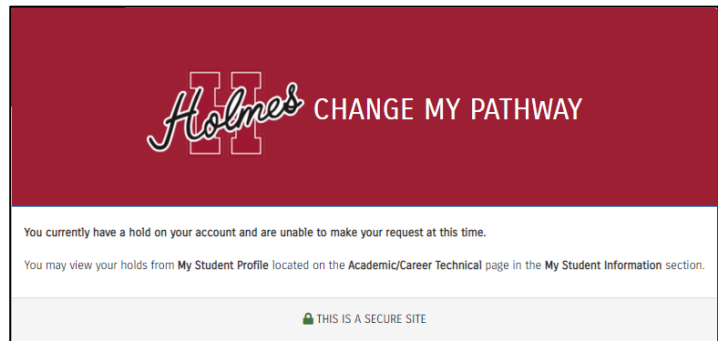 H
Holmes CHANGE MY PATHWAY
You currently have a hold on your account and are unable to make your request at this time.
You may view your holds from My Student Profile located on the Academic/Career Technical page in the My Student Information section.
THIS IS A SECURE SITE